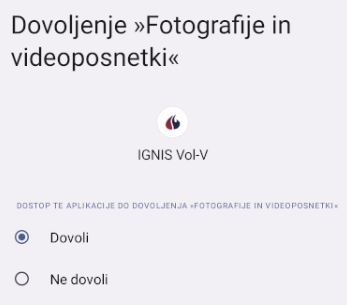 Dovoljenje »Fotografije in
videoposnetki«
IGNIS Vol-V
DOSTOP TE APLIKACIJE DO DOVOLJENJA »FOTOGRAFIJE IN VIDEOPOSNETKI«
Dovoli
Ne dovoli